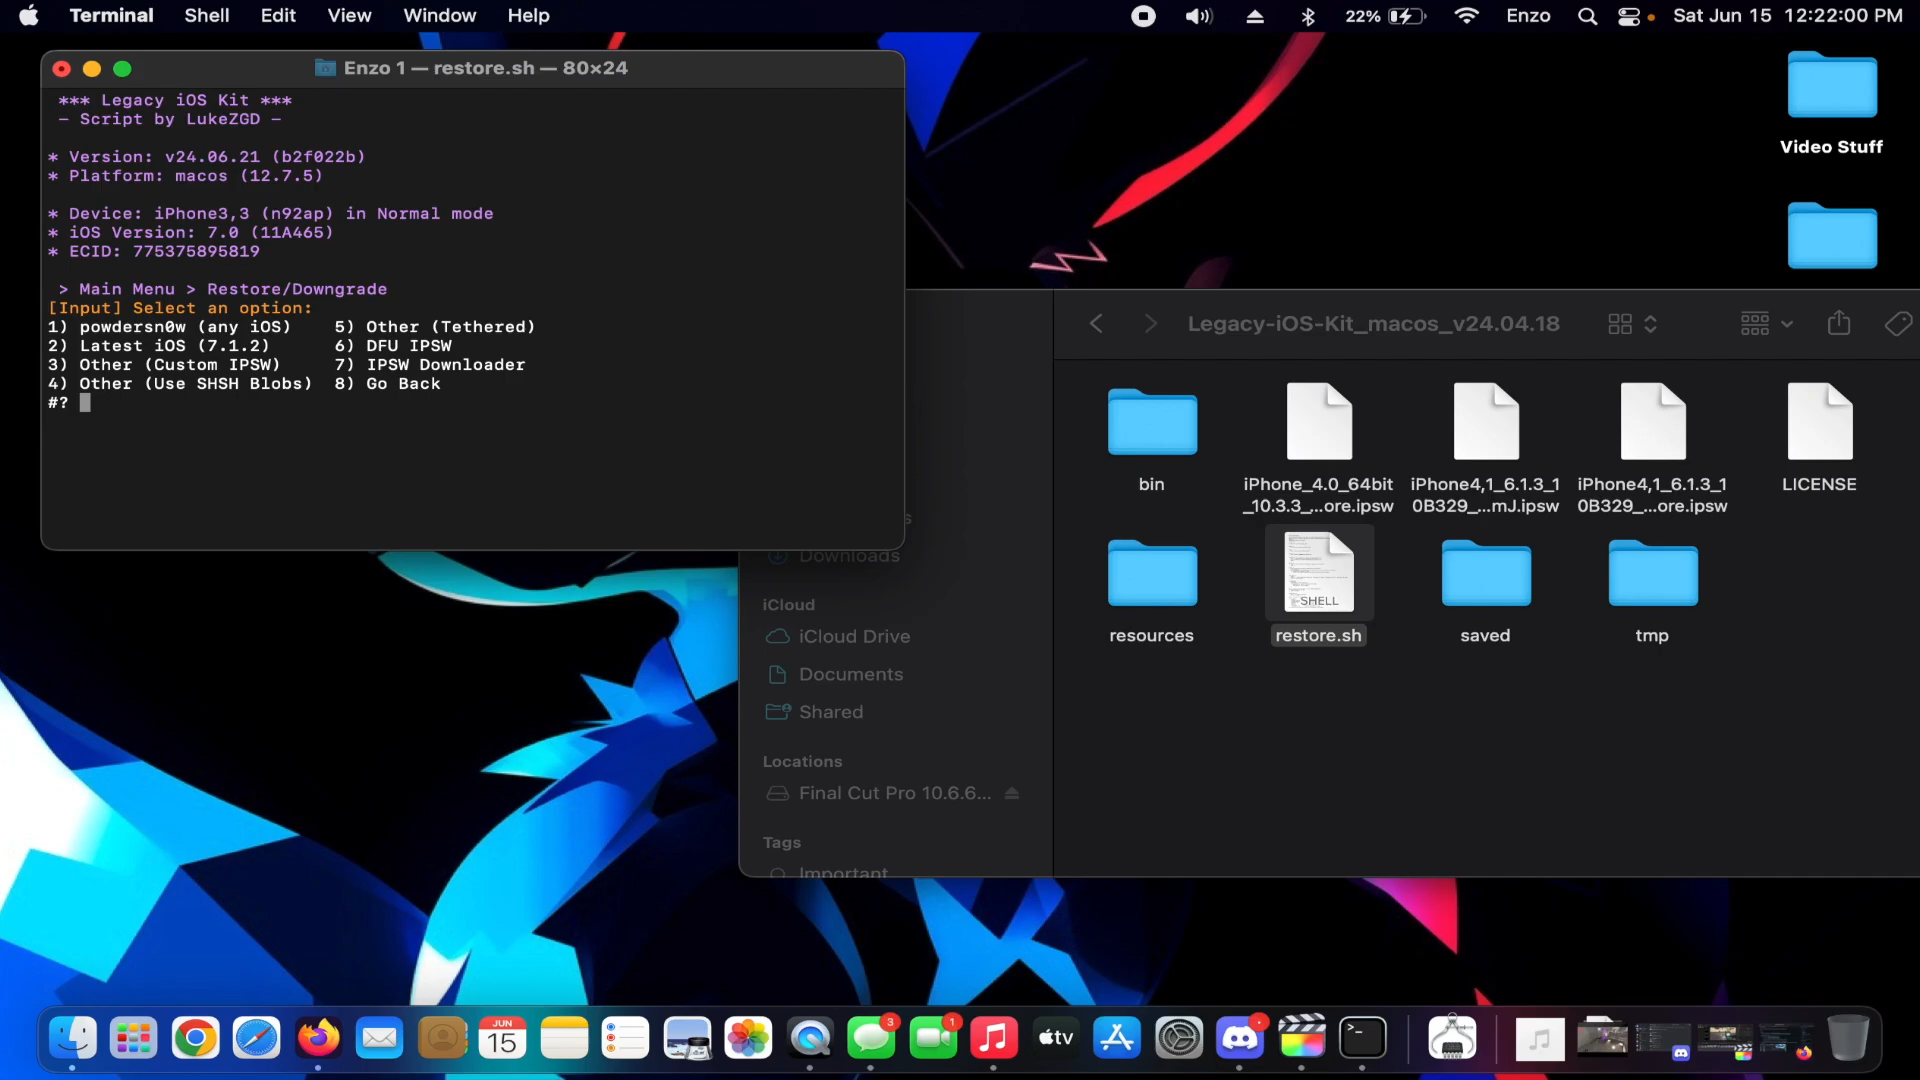 Terminal Shell Edit View Window Help 22% Enzo Sat Jun 15 12:22:00 PM
Enzo 1 — restore.sh — 80×24
*** Legacy iOS Kit ***
- Script by LukeZGD -
* Version: v24.06.21 (b2f022b)
* Platform: macos (12.7.5)
* Device: iPhone3,3 (n92ap) in Normal mode
* iOS Version: 7.0 (11A465)
* ECID: 775375895819
> Main Menu > Restore/Downgrade
[Input] Select an option:
1) powdersn0w (any iOS) 5) Other (Tethered)
2) Latest iOS (7.1.2) 6) DFU IPSW
3) Other (Custom IPSW) 7) IPSW Downloader
4) Other (Use SHSH Blobs) 8) Go Back
#?
Video Stuff
Legacy-iOS-Kit_macos_v24.04.18
bin
iPhone_4.0_64bit
_10.3.3_...ore.ipsw
iPhone4,1_6.1.3_1
0B329_...mJ.ipsw
iPhone4,1_6.1.3_1
0B329_...ore.ipsw
LICENSE
resources
SHELL
restore.sh
saved
tmp
Downloads
iCloud
iCloud Drive
Documents
Shared
Locations
Final Cut Pro 10.6.6...
Tags
Important
JUN
15
3
1
tv
>_